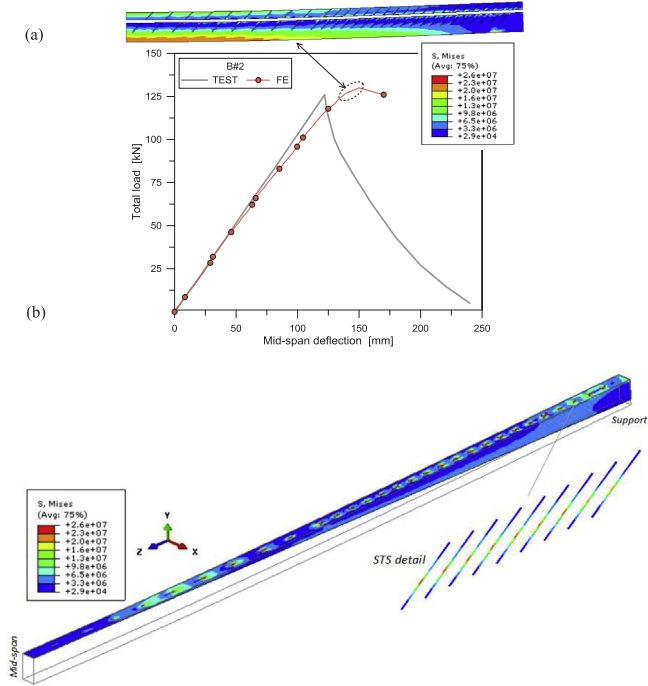 (a)
150
125
100
75
50
25
Total load [kN]
B#2
TEST FE
S, Mises
(Avg: 75%)
+2.6e+07
+2.3e+07
+2.0e+07
+1.6e+07
+1.3e+07
+9.8e+06
+6.5e+06
+3.3e+06
+2.9e+04
0 50 100 150 200 250
Mid-span deflection [mm]
(b)
Support
S, Mises
(Avg: 75%)
+2.6e+07
+2.3e+07
+2.0e+07
+1.6e+07
+1.3e+07
+9.8e+06
+6.5e+06
+3.3e+06
+2.9e+04
Y
Z X
STS detail
Mid-span